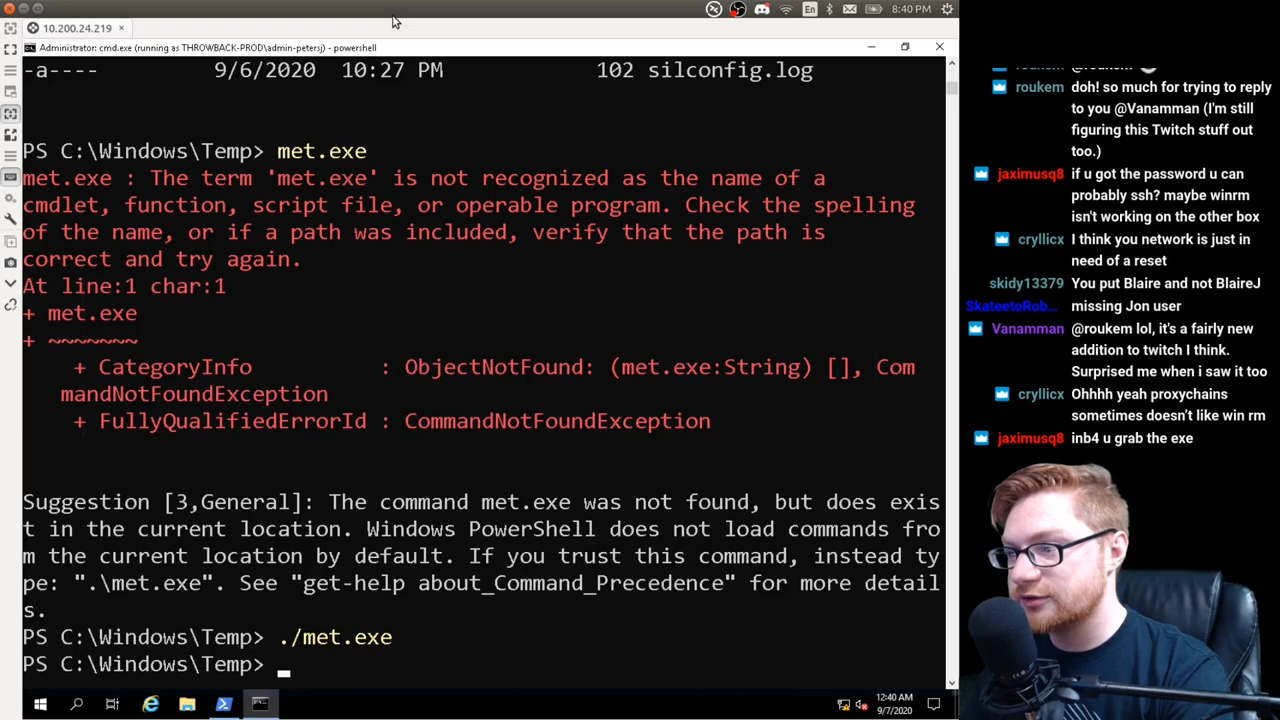 En
8:40 PM
10.200.24.219 ×
Administrator: cmd.exe (running as THROWBACK-PROD\admin-petersj) - powershell
-a---- 9/6/2020 10:27 PM 102 silconfig.log
PS C:\Windows\Temp> met.exe
met.exe : The term 'met.exe' is not recognized as the name of a
cmdlet, function, script file, or operable program. Check the spelling
of the name, or if a path was included, verify that the path is
correct and try again.
At line:1 char:1
+ met.exe
+ ~~~~~~~
+ CategoryInfo : ObjectNotFound: (met.exe:String) [], Com
mandNotFoundException
+ FullyQualifiedErrorId : CommandNotFoundException
Suggestion [3,General]: The command met.exe was not found, but does exis
t in the current location. Windows PowerShell does not load commands fro
m the current location by default. If you trust this command, instead ty
pe: ".\met.exe". See "get-help about_Command_Precedence" for more detail
s.
PS C:\Windows\Temp> ./met.exe
PS C:\Windows\Temp>
12:40 AM
9/7/2020
roukem doh! so much for trying to reply
to you @Vanamman (I'm still
figuring this Twitch stuff out
too.)
jaximusq8 if u got the password u can
probably ssh? maybe winrm
isn't working on the other box
cryllicx I think you network is just in
need of a reset
skidy13379 You put Blaire and not BlaireJ
SkateetoRob... missing Jon user
Vanamman @roukem lol, it's a fairly new
addition to twitch I think.
Surprised me when i saw it too
cryllicx Ohhhh yeah proxychains
sometimes doesn't like win rm
jaximusq8 inb4 u grab the exe